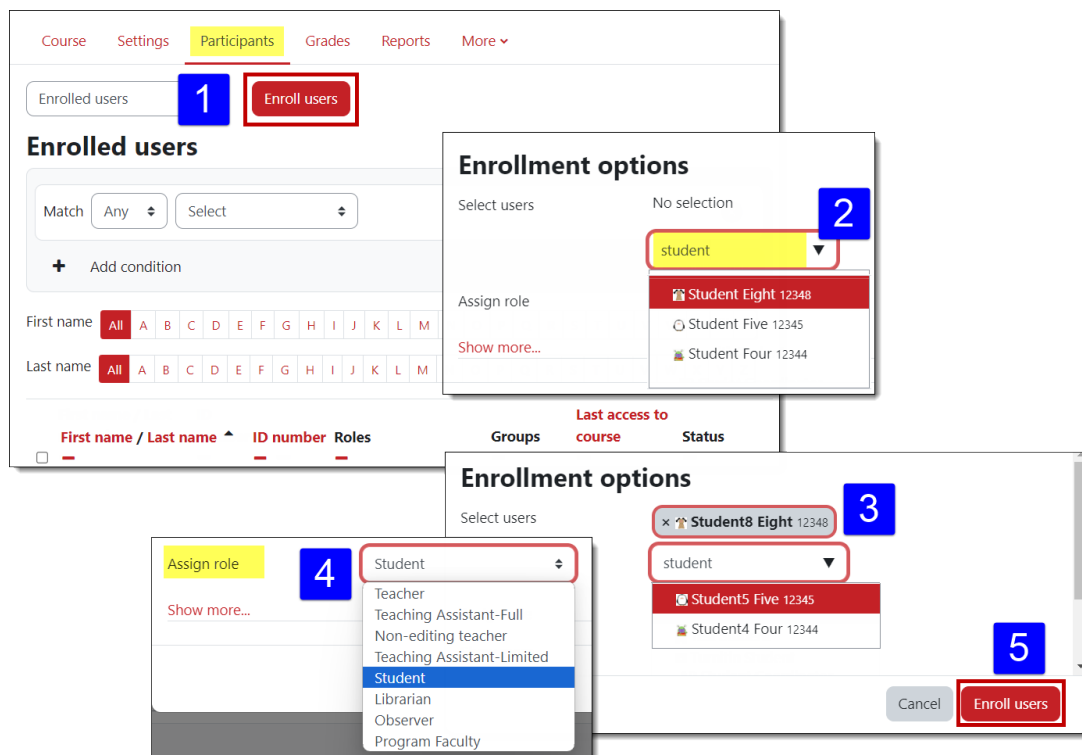 Course Settings Participants Grades Reports More
Enrolled users 1 Enroll users
Enrolled users
Match Any Select
+ Add condition
First name All A B C D E F G H I J K L M
Last name All A B C D E F G H I J K L M
First name / Last name ID number Roles Groups Last access to course Status
Enrollment options
Select users No selection
2
student
Assign role
Student Eight 12348
Student Five 12345
Student Four 12344
Show more...
Enrollment options
Select users
× Student8 Eight 12348
3
student
Student5 Five 12345
Student4 Four 12344
Assign role 4 Student
Show more...
Teacher
Teaching Assistant-Full
Non-editing teacher
Teaching Assistant-Limited
Student
Librarian
Observer
Program Faculty
5
Cancel Enroll users